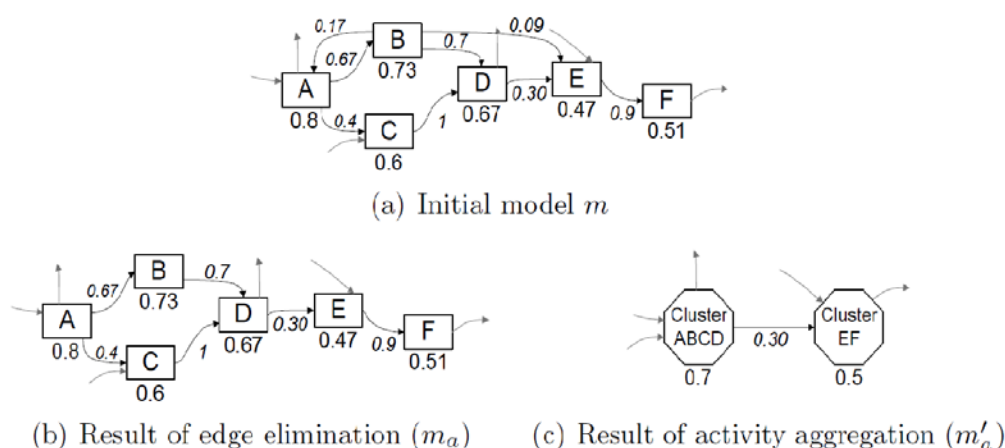 0.17
B
0.09
0.67
0.7
0.73
A
D
E
0.30
F
0.8
0.4
C
1
0.67
0.47
0.9
0.51
0.6
(a) Initial model m
B
0.7
0.67
0.73
A
D
0.30
E
F
0.8
0.4
C
1
0.67
0.47
0.9
0.51
0.6
Cluster
ABCD
0.30
Cluster
EF
0.7
0.5
(b) Result of edge elimination (mₐ)
(c) Result of activity aggregation (m′ₐ)